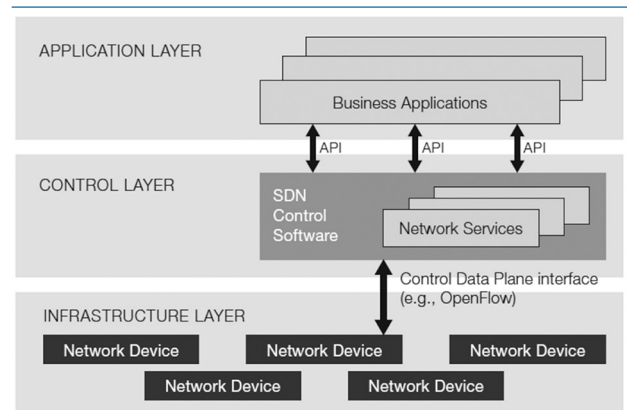 APPLICATION LAYER
Business Applications
API API API
CONTROL LAYER
SDN
Control
Software
Network Services
Control Data Plane interface
(e.g., OpenFlow)
INFRASTRUCTURE LAYER
Network Device Network Device Network Device
Network Device Network Device